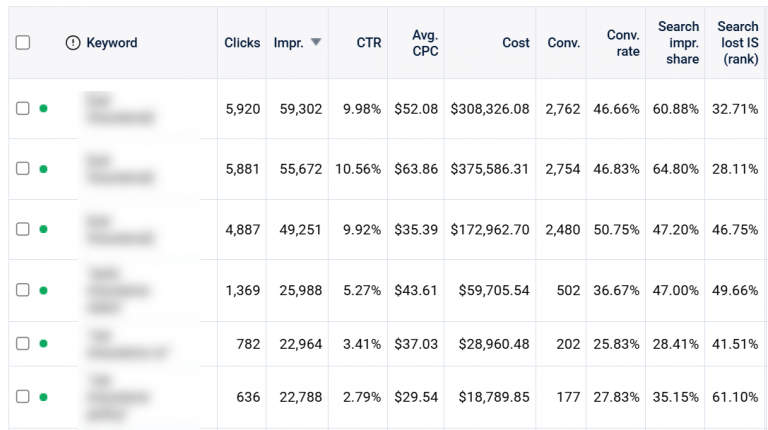 Keyword Clicks Impr. CTR Avg. CPC Cost Conv. Conv. rate Search impr. share Search lost IS (rank)
5,920 59,302 9.98% $52.08 $308,326.08 2,762 46.66% 60.88% 32.71%
5,881 55,672 10.56% $63.86 $375,586.31 2,754 46.83% 64.80% 28.11%
4,887 49,251 9.92% $35.39 $172,962.70 2,480 50.75% 47.20% 46.75%
1,369 25,988 5.27% $43.61 $59,705.54 502 36.67% 47.00% 49.66%
782 22,964 3.41% $37.03 $28,960.48 202 25.83% 28.41% 41.51%
636 22,788 2.79% $29.54 $18,789.85 177 27.83% 35.15% 61.10%